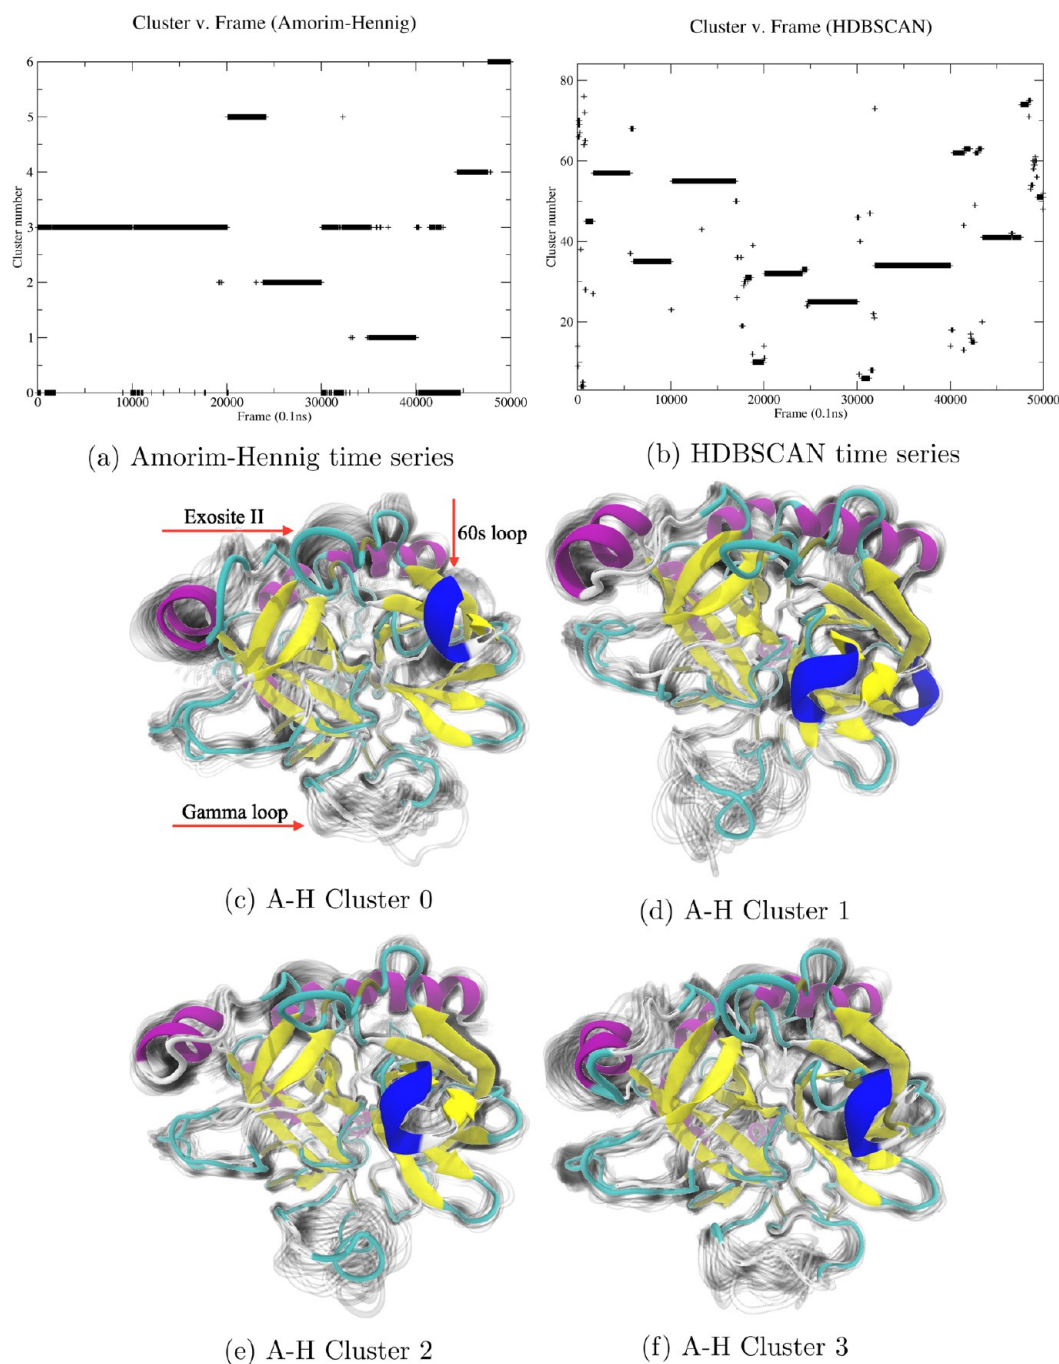 Cluster v. Frame (Amorim-Hennig)
6
5
4
3
2
1
0
Cluster number
0 10000 20000 30000 40000 50000
Frame (0.1ns)
(a) Amorim-Hennig time series
Cluster v. Frame (HDBSCAN)
80
60
40
20
Cluster number
0 10000 20000 30000 40000 50000
Frame (0.1ns)
(b) HDBSCAN time series
Exosite II
60s loop
Gamma loop
(c) A-H Cluster 0
(d) A-H Cluster 1
(e) A-H Cluster 2
(f) A-H Cluster 3